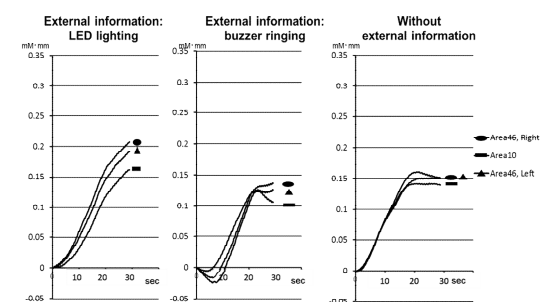 External information:
LED lighting
mM·mm
0.35
0.3
0.25
0.2
0.15
0.1
0.05
0
-0.05
10
20
30
sec
External information:
buzzer ringing
mM·mm
0.35
0.3
0.25
0.2
0.15
0.1
0.05
0
-0.05
10
20
30 sec
Without
external information
mM·mm
0.35
0.3
0.25
0.2
0.15
0.1
0.05
0
-0.05
10
20
30 sec
Area46, Right
Area10
Area46, Left